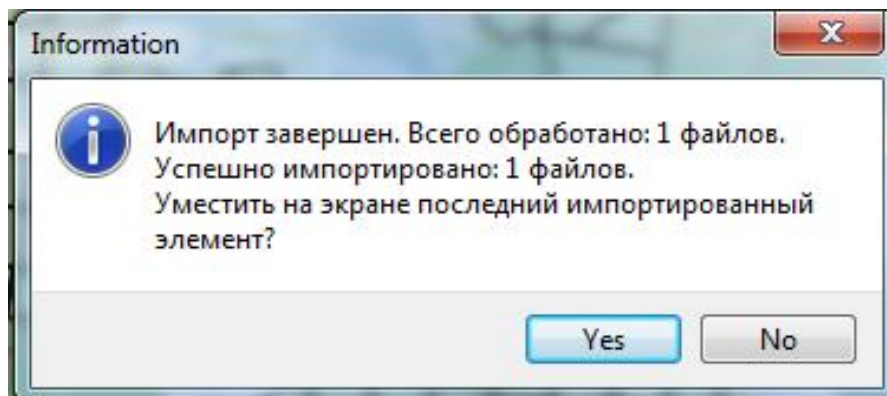 Information
Импорт завершен. Всего обработано: 1 файлов.
Успешно импортировано: 1 файлов.
Уместить на экране последний импортированный
элемент?
Yes No